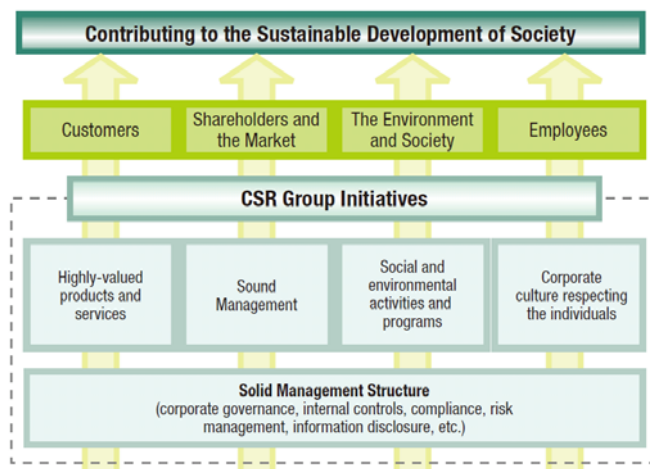 Contributing to the Sustainable Development of Society
Customers
Shareholders and
the Market
The Environment
and Society
Employees
CSR Group Initiatives
Highly-valued
products and
services
Sound
Management
Social and
environmental
activities and
programs
Corporate
culture respecting
the individuals
Solid Management Structure
(corporate governance, internal controls, compliance, risk
management, information disclosure, etc.)